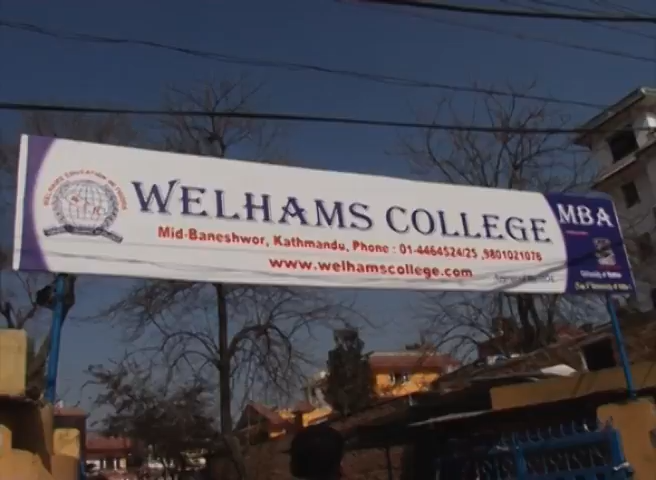 WELHAMS COLLEGE
Mid-Baneshwor, Kathmandu, Phone : 01-4464524/25 ,9801021076
www.welhamscollege.com
MBA